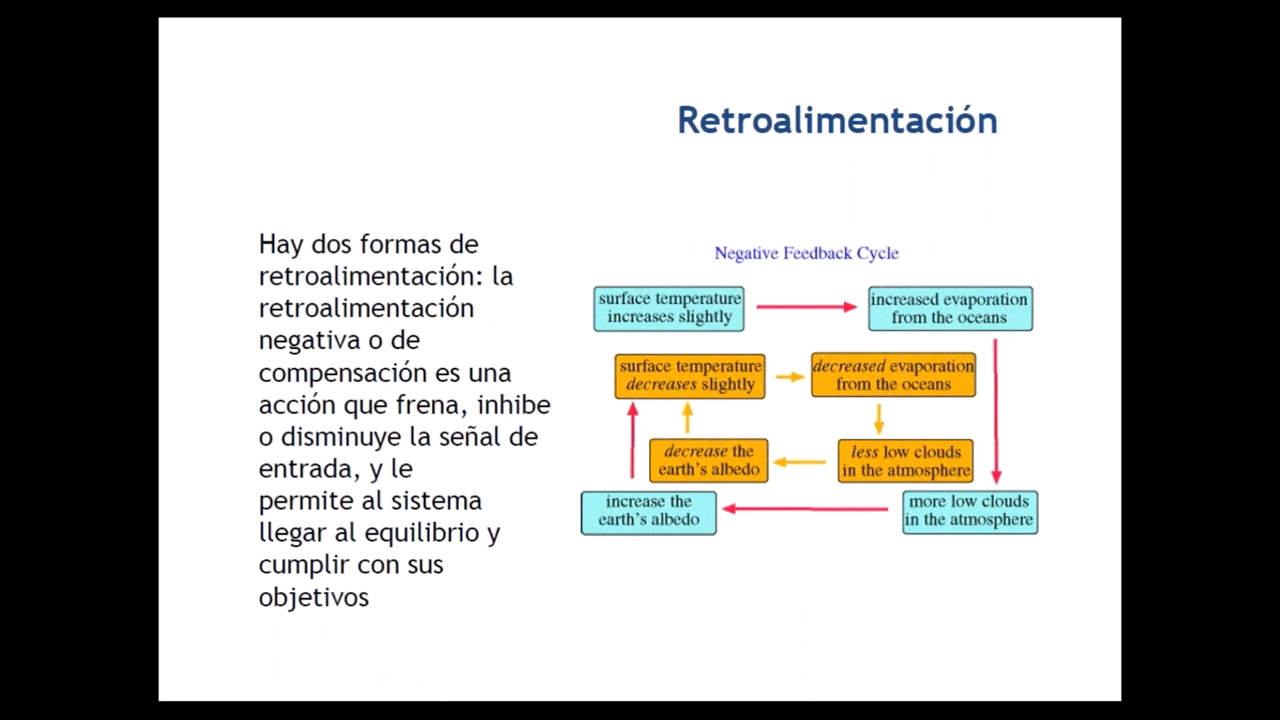 Retroalimentación
Hay dos formas de
retroalimentación: la
retroalimentación
negativa o de
compensación es una
acción que frena, inhibe
o disminuye la señal de
entrada, y le
permite al sistema
llegar al equilibrio y
cumplir con sus
objetivos
Negative Feedback Cycle
surface temperature
increases slightly
increased evaporation
from the oceans
surface temperature
decreases slightly
decreased evaporation
from the oceans
decrease the
earth's albedo
less low clouds
in the atmosphere
increase the
earth's albedo
more low clouds
in the atmosphere